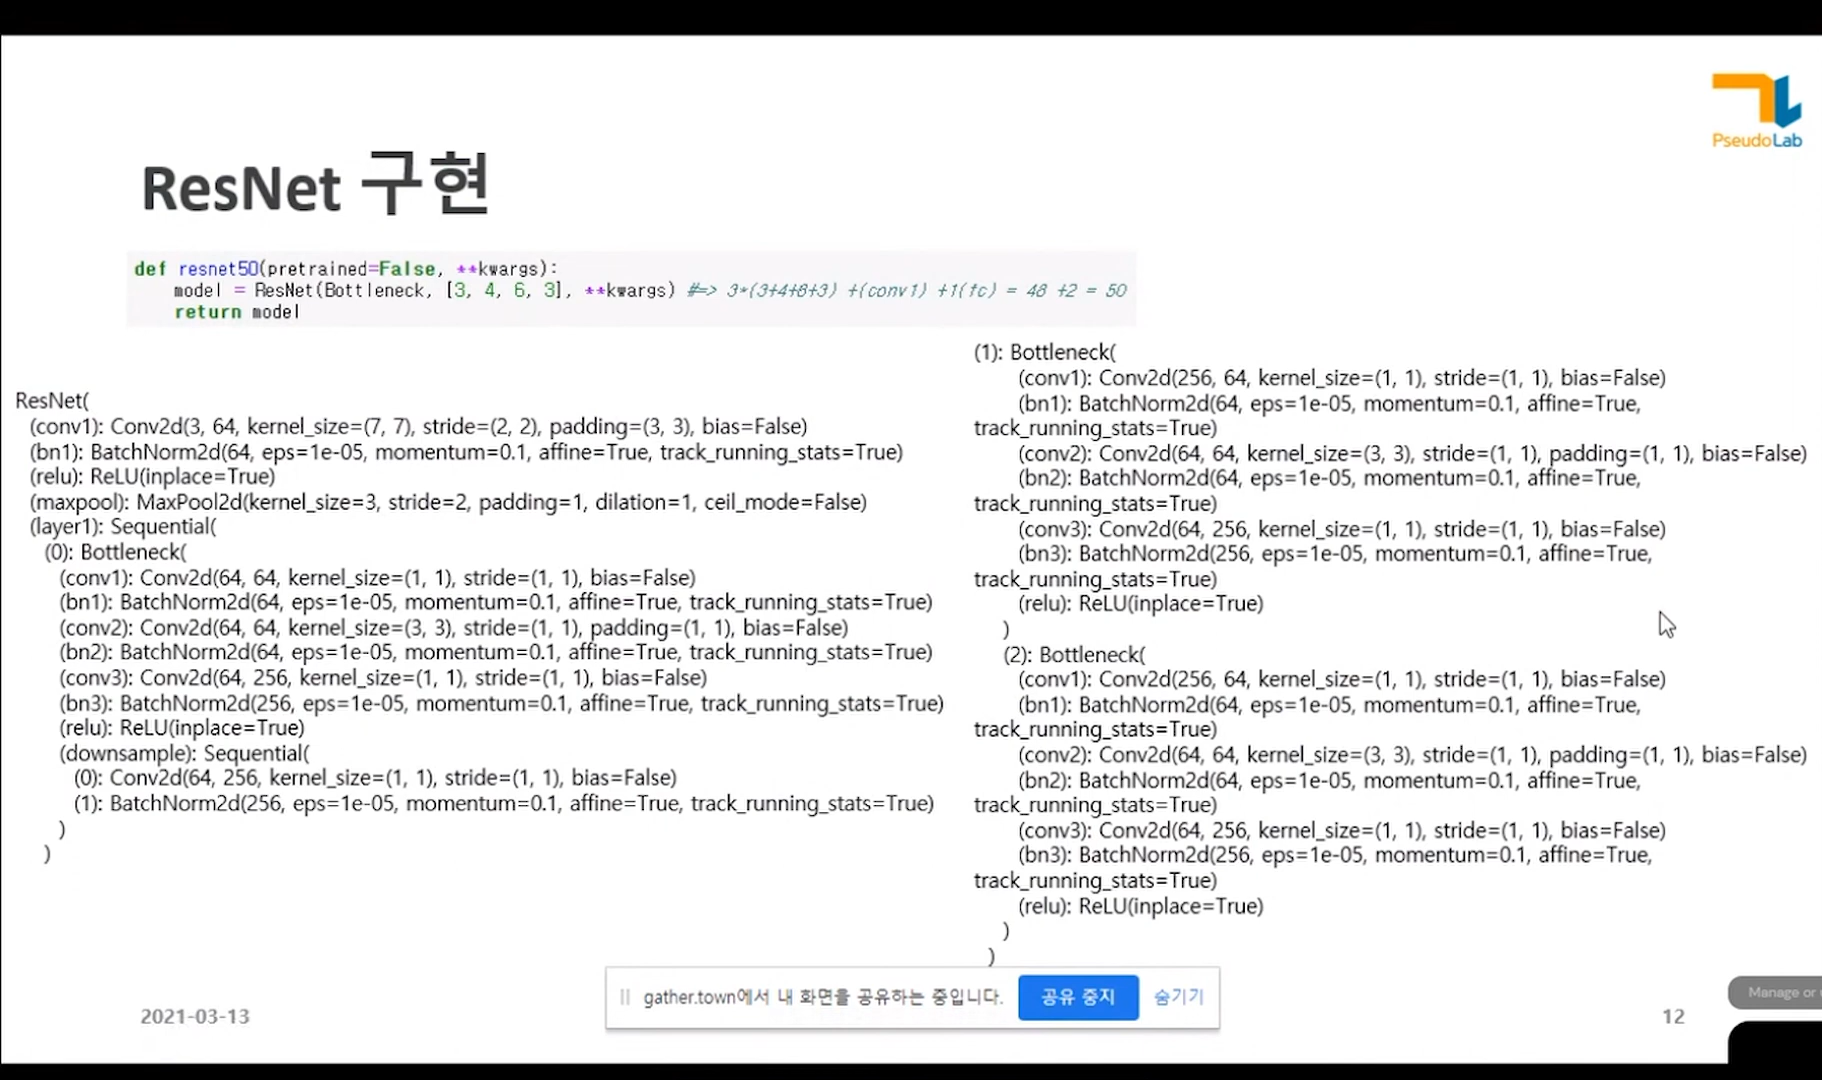 PseudoLab
ResNet 구현
def resnet50(pretrained=False, **kwargs):
model = ResNet(Bottleneck, [3, 4, 6, 3], **kwargs) #=> 3*(3+4+6+3) +(conv1) +1(fc) = 48 +2 = 50
return model
ResNet(
(conv1): Conv2d(3, 64, kernel_size=(7, 7), stride=(2, 2), padding=(3, 3), bias=False)
(bn1): BatchNorm2d(64, eps=1e-05, momentum=0.1, affine=True, track_running_stats=True)
(relu): ReLU(inplace=True)
(maxpool): MaxPool2d(kernel_size=3, stride=2, padding=1, dilation=1, ceil_mode=False)
(layer1): Sequential(
(0): Bottleneck(
(conv1): Conv2d(64, 64, kernel_size=(1, 1), stride=(1, 1), bias=False)
(bn1): BatchNorm2d(64, eps=1e-05, momentum=0.1, affine=True, track_running_stats=True)
(conv2): Conv2d(64, 64, kernel_size=(3, 3), stride=(1, 1), padding=(1, 1), bias=False)
(bn2): BatchNorm2d(64, eps=1e-05, momentum=0.1, affine=True, track_running_stats=True)
(conv3): Conv2d(64, 256, kernel_size=(1, 1), stride=(1, 1), bias=False)
(bn3): BatchNorm2d(256, eps=1e-05, momentum=0.1, affine=True, track_running_stats=True)
(relu): ReLU(inplace=True)
(downsample): Sequential(
(0): Conv2d(64, 256, kernel_size=(1, 1), stride=(1, 1), bias=False)
(1): BatchNorm2d(256, eps=1e-05, momentum=0.1, affine=True, track_running_stats=True)
)
)
(1): Bottleneck(
(conv1): Conv2d(256, 64, kernel_size=(1, 1), stride=(1, 1), bias=False)
(bn1): BatchNorm2d(64, eps=1e-05, momentum=0.1, affine=True,
track_running_stats=True)
(conv2): Conv2d(64, 64, kernel_size=(3, 3), stride=(1, 1), padding=(1, 1), bias=False)
(bn2): BatchNorm2d(64, eps=1e-05, momentum=0.1, affine=True,
track_running_stats=True)
(conv3): Conv2d(64, 256, kernel_size=(1, 1), stride=(1, 1), bias=False)
(bn3): BatchNorm2d(256, eps=1e-05, momentum=0.1, affine=True,
track_running_stats=True)
(relu): ReLU(inplace=True)
)
(2): Bottleneck(
(conv1): Conv2d(256, 64, kernel_size=(1, 1), stride=(1, 1), bias=False)
(bn1): BatchNorm2d(64, eps=1e-05, momentum=0.1, affine=True,
track_running_stats=True)
(conv2): Conv2d(64, 64, kernel_size=(3, 3), stride=(1, 1), padding=(1, 1), bias=False)
(bn2): BatchNorm2d(64, eps=1e-05, momentum=0.1, affine=True,
track_running_stats=True)
(conv3): Conv2d(64, 256, kernel_size=(1, 1), stride=(1, 1), bias=False)
(bn3): BatchNorm2d(256, eps=1e-05, momentum=0.1, affine=True,
track_running_stats=True)
(relu): ReLU(inplace=True)
)
)
gather.town에서 내 화면을 공유하는 중입니다. 공유 중지 숨기기
Manage or
2021-03-13
12